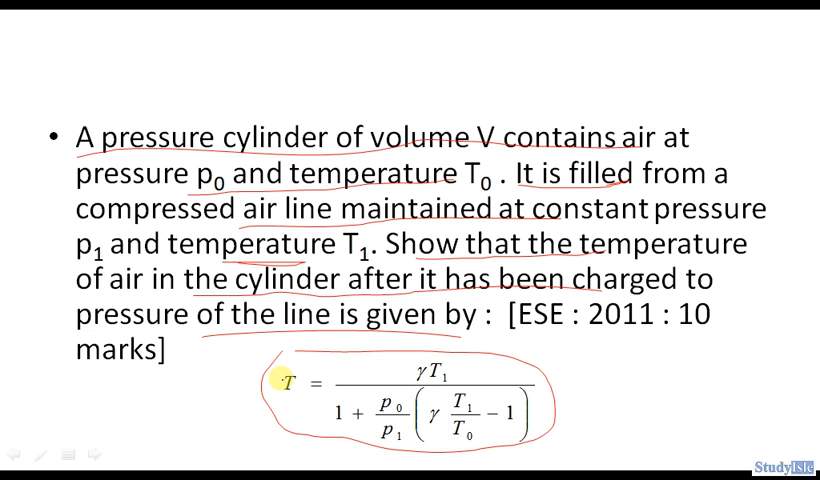 • A pressure cylinder of volume V contains air at
pressure p₀ and temperature T₀ . It is filled from a
compressed air line maintained at constant pressure
p₁ and temperature T₁. Show that the temperature
of air in the cylinder after it has been charged to
pressure of the line is given by : [ESE : 2011 : 10
marks]
T = γ T₁ / (1 + p₀/p₁ (γ T₁/T₀ − 1))
StudyIsle